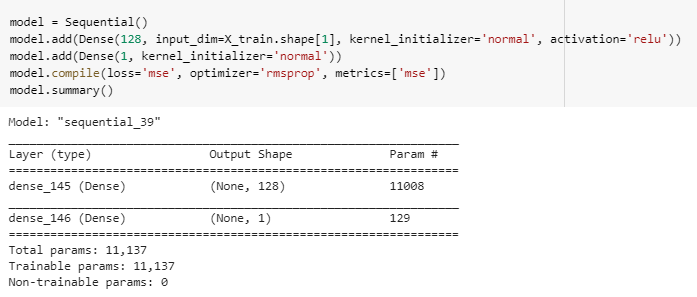 model = Sequential()
model.add(Dense(128, input_dim=X_train.shape[1], kernel_initializer='normal', activation='relu'))
model.add(Dense(1, kernel_initializer='normal'))
model.compile(loss='mse', optimizer='rmsprop', metrics=['mse'])
model.summary()
Model: "sequential_39"
_________________________________________________________________
Layer (type)                 Output Shape              Param #
=================================================================
dense_145 (Dense)            (None, 128)               11008
_________________________________________________________________
dense_146 (Dense)            (None, 1)                 129
=================================================================
Total params: 11,137
Trainable params: 11,137
Non-trainable params: 0